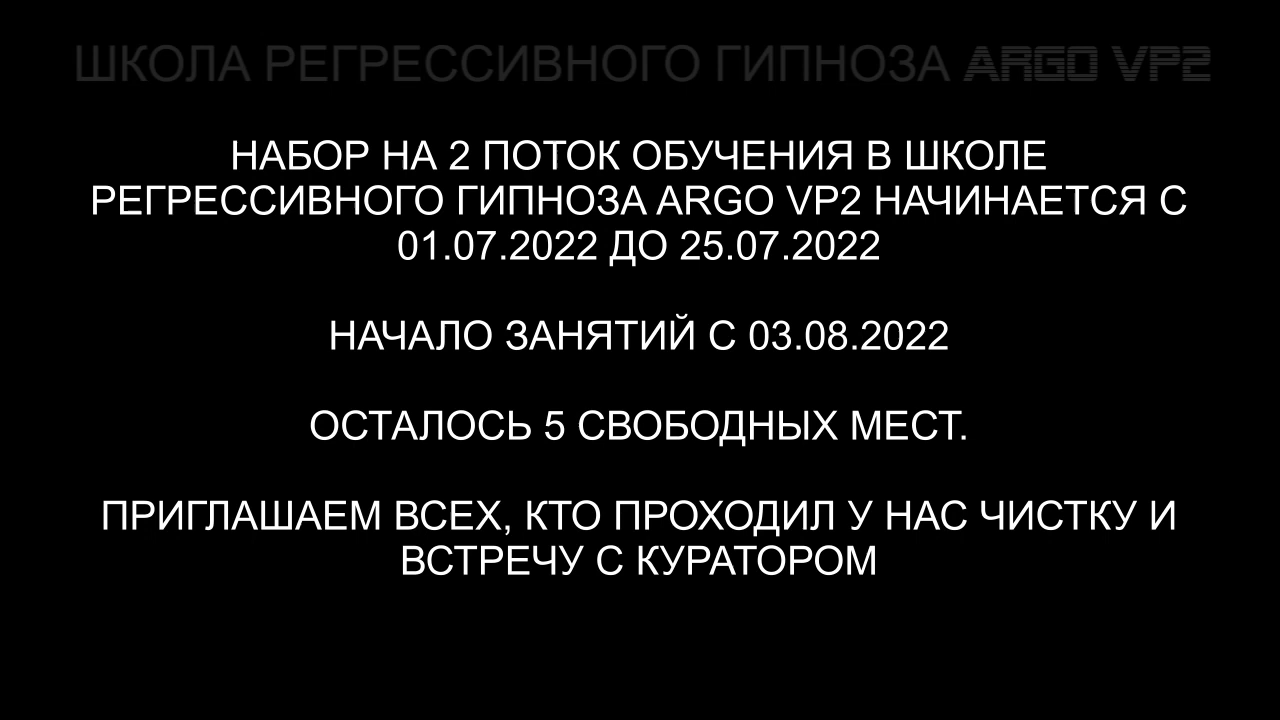 ШКОЛА РЕГРЕССИВНОГО ГИПНОЗА ARGO VP2
НАБОР НА 2 ПОТОК ОБУЧЕНИЯ В ШКОЛЕ
РЕГРЕССИВНОГО ГИПНОЗА ARGO VP2 НАЧИНАЕТСЯ С
01.07.2022 ДО 25.07.2022
НАЧАЛО ЗАНЯТИЙ С 03.08.2022
ОСТАЛОСЬ 5 СВОБОДНЫХ МЕСТ.
ПРИГЛАШАЕМ ВСЕХ, КТО ПРОХОДИЛ У НАС ЧИСТКУ И
ВСТРЕЧУ С КУРАТОРОМ